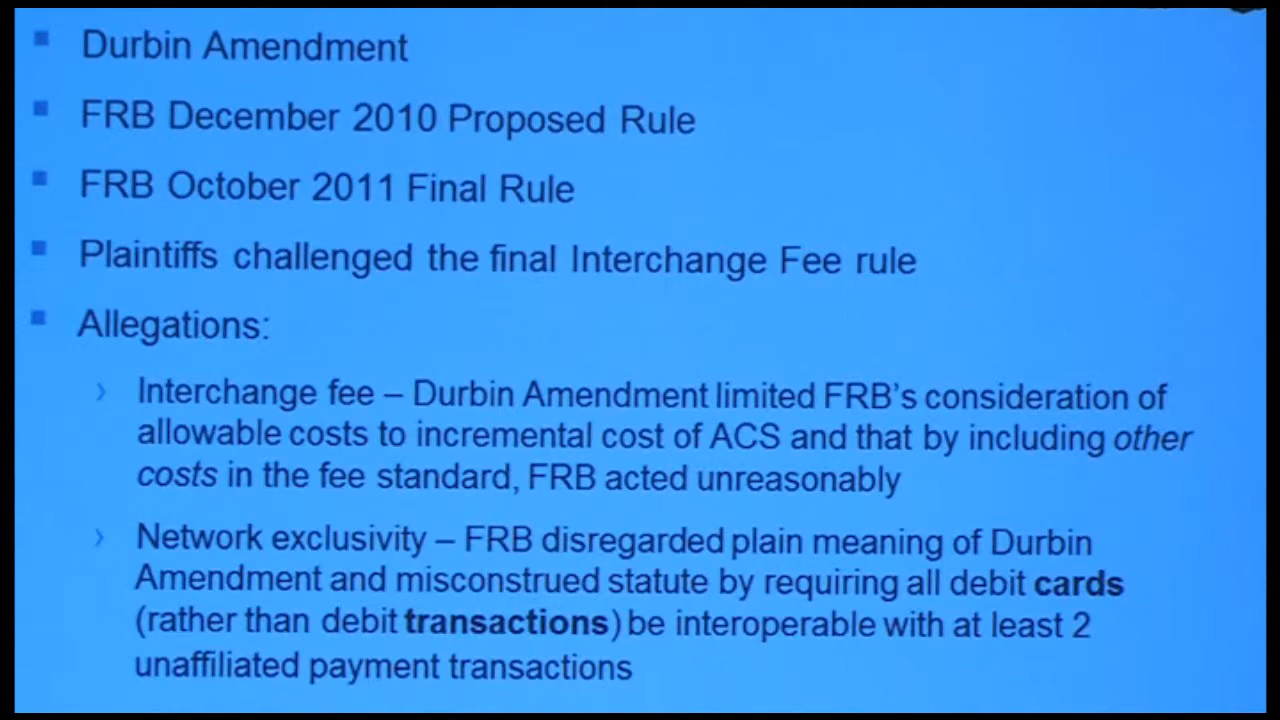 Durbin Amendment
FRB December 2010 Proposed Rule
FRB October 2011 Final Rule
Plaintiffs challenged the final Interchange Fee rule
Allegations:
Interchange fee – Durbin Amendment limited FRB's consideration of
allowable costs to incremental cost of ACS and that by including other
costs in the fee standard, FRB acted unreasonably
Network exclusivity – FRB disregarded plain meaning of Durbin
Amendment and misconstrued statute by requiring all debit cards
(rather than debit transactions) be interoperable with at least 2
unaffiliated payment transactions